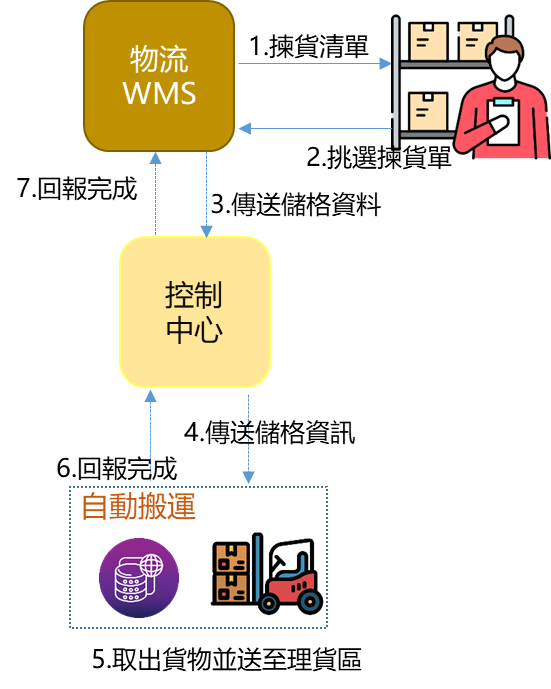 物流
WMS
1.揀貨清單
2.挑選揀貨單
7.回報完成
3.傳送儲格資料
控制
中心
4.傳送儲格資訊
6.回報完成
自動搬運
5.取出貨物並送至理貨區